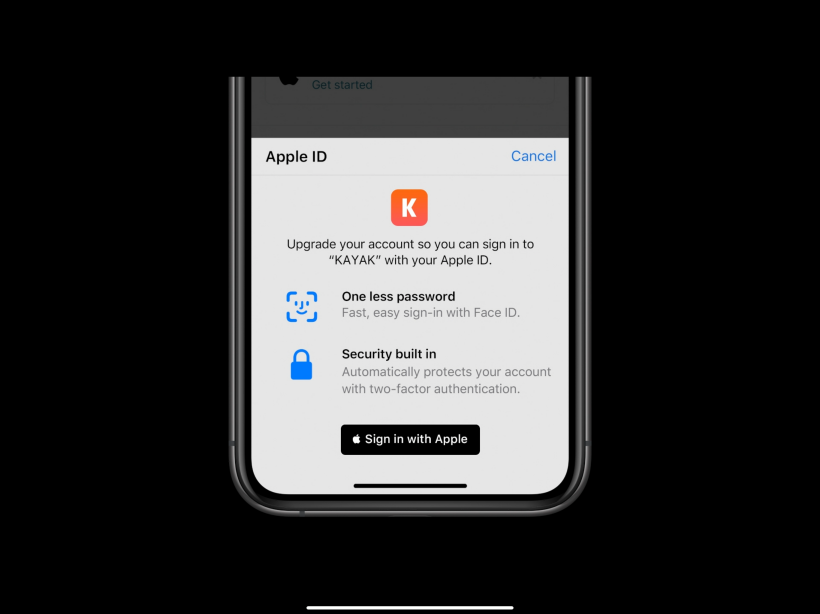 Get started
Apple ID
Cancel
K
Upgrade your account so you can sign in to
“KAYAK” with your Apple ID.
One less password
Fast, easy sign-in with Face ID.
Security built in
Automatically protects your account
with two-factor authentication.
Sign in with Apple